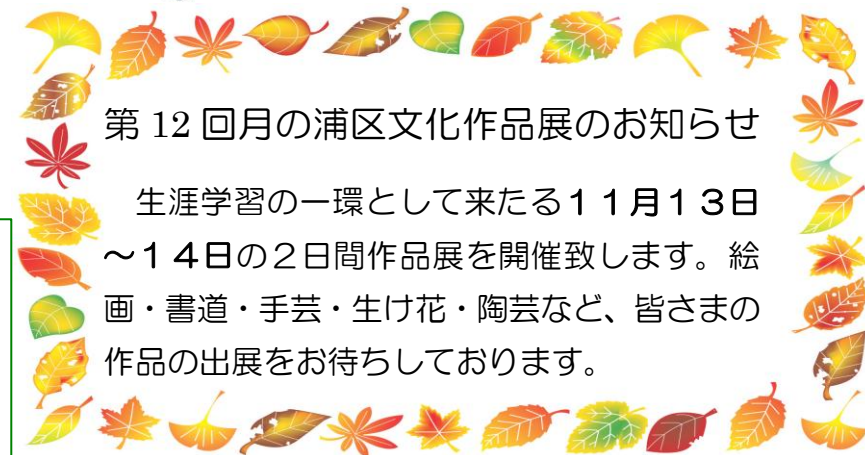 第12回月の浦区文化作品展のお知らせ
　生涯学習の一環として来たる１１月１３日
～１４日の２日間作品展を開催致します。絵
画・書道・手芸・生け花・陶芸など、皆さまの
作品の出展をお待ちしております。